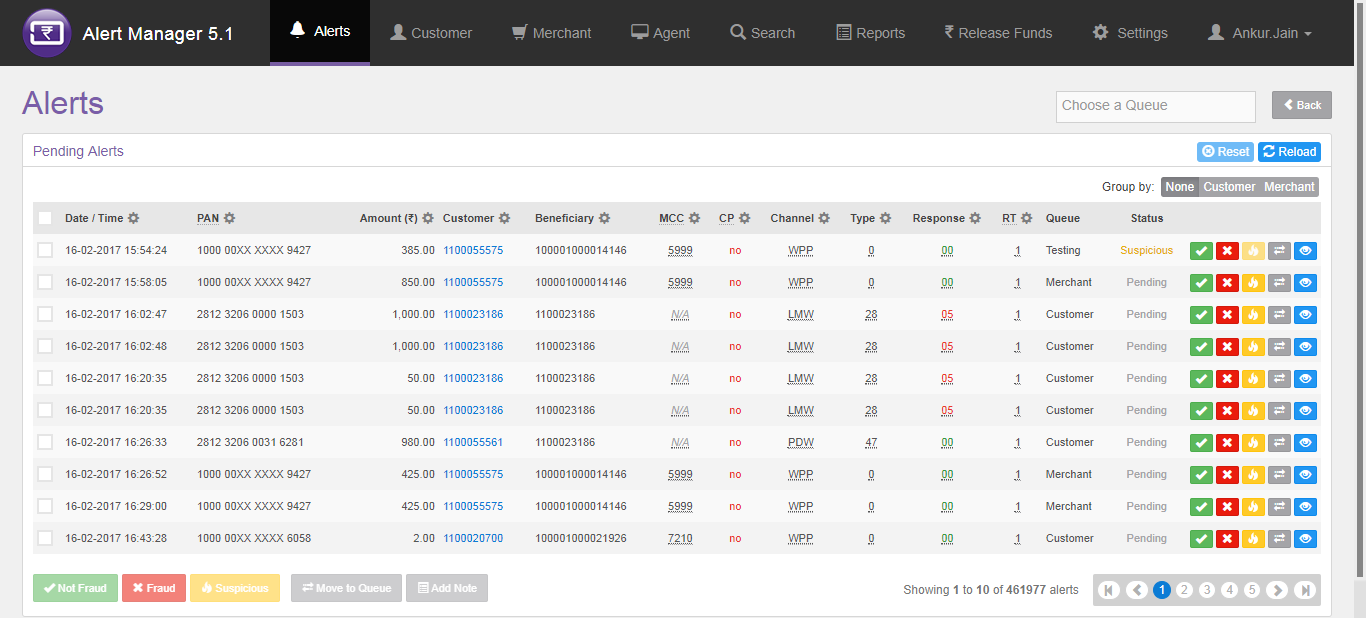 Alert Manager 5.1 Alerts Customer Merchant Agent Search Reports ₹ Release Funds Settings Ankur.Jain
Alerts Choose a Queue Back
Pending Alerts Reset Reload
Group by: None Customer Merchant
Date / Time PAN Amount (₹) Customer Beneficiary MCC CP Channel Type Response RT Queue Status
16-02-2017 15:54:24 1000 00XX XXXX 9427 385.00 1100055575 100001000014146 5999 no WPP 0 00 1 Testing Suspicious
16-02-2017 15:58:05 1000 00XX XXXX 9427 850.00 1100055575 100001000014146 5999 no WPP 0 00 1 Merchant Pending
16-02-2017 16:02:47 2812 3206 0000 1503 1,000.00 1100023186 1100023186 N/A no LMW 28 05 1 Customer Pending
16-02-2017 16:02:48 2812 3206 0000 1503 1,000.00 1100023186 1100023186 N/A no LMW 28 05 1 Customer Pending
16-02-2017 16:20:35 2812 3206 0000 1503 50.00 1100023186 1100023186 N/A no LMW 28 05 1 Customer Pending
16-02-2017 16:20:35 2812 3206 0000 1503 50.00 1100023186 1100023186 N/A no LMW 28 05 1 Customer Pending
16-02-2017 16:26:33 2812 3206 0031 6281 980.00 1100055561 1100023186 N/A no PDW 47 00 1 Customer Pending
16-02-2017 16:26:52 1000 00XX XXXX 9427 425.00 1100055575 100001000014146 5999 no WPP 0 00 1 Merchant Pending
16-02-2017 16:29:00 1000 00XX XXXX 9427 425.00 1100055575 100001000014146 5999 no WPP 0 00 1 Merchant Pending
16-02-2017 16:43:28 1000 00XX XXXX 6058 2.00 1100020700 100001000021926 7210 no WPP 0 00 1 Customer Pending
Not Fraud Fraud Suspicious Move to Queue Add Note Showing 1 to 10 of 461977 alerts 1 2 3 4 5